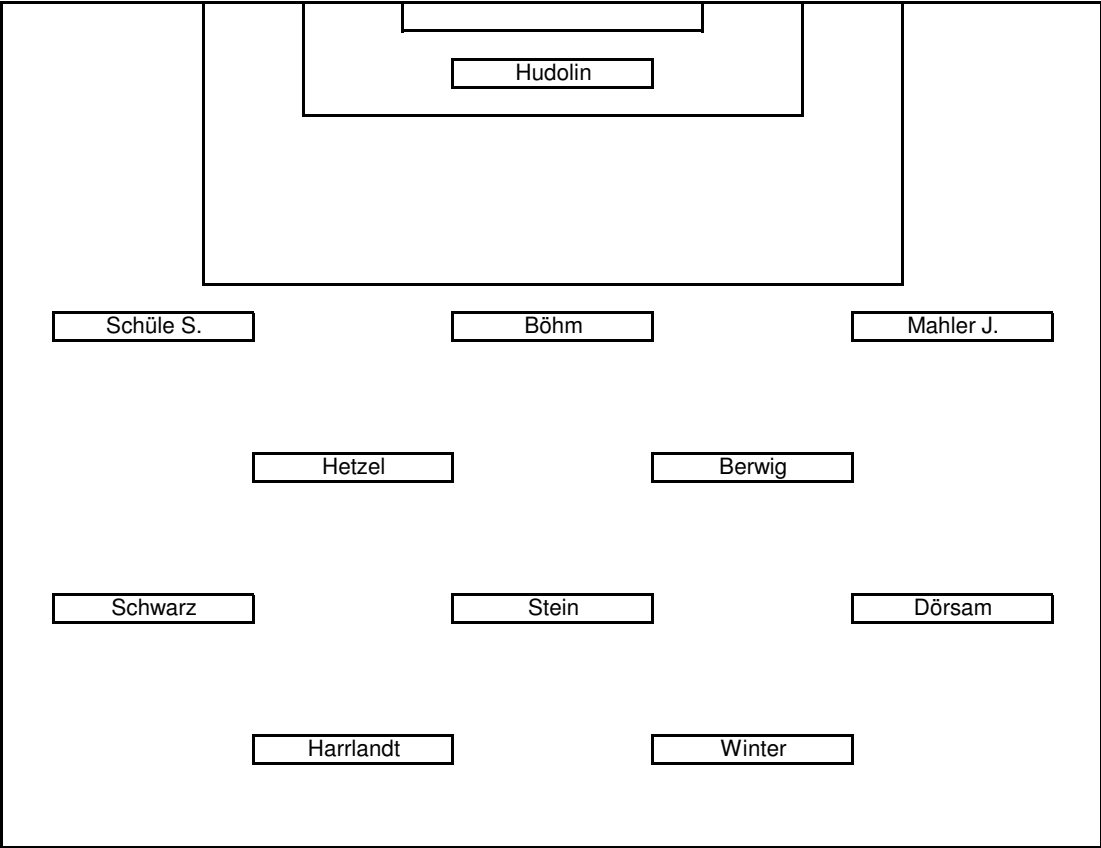 Hudolin
Schüle S.
Böhm
Mahler J.
Hetzel
Berwig
Schwarz
Stein
Dörsam
Harrlandt
Winter